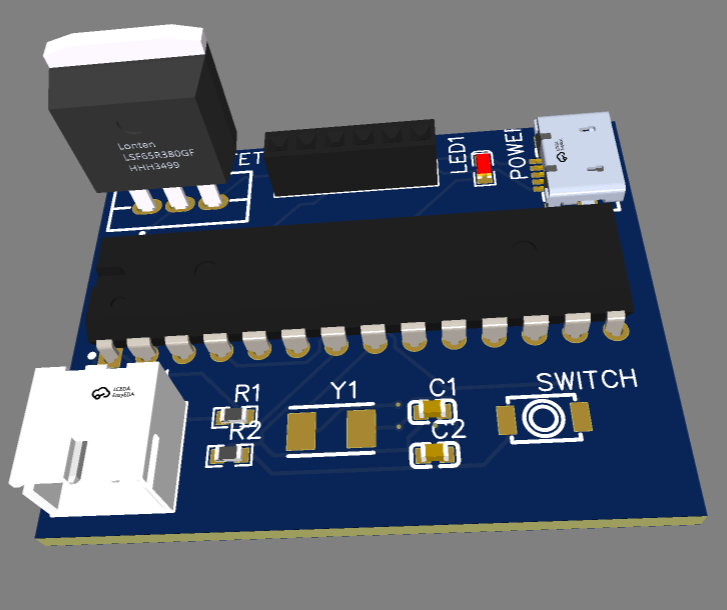 Lonten
LSF65R380GF
HHH3499
LED1
POWER
LCEDA
EasyEDA
R1
R2
Y1
C1
C2
SWITCH